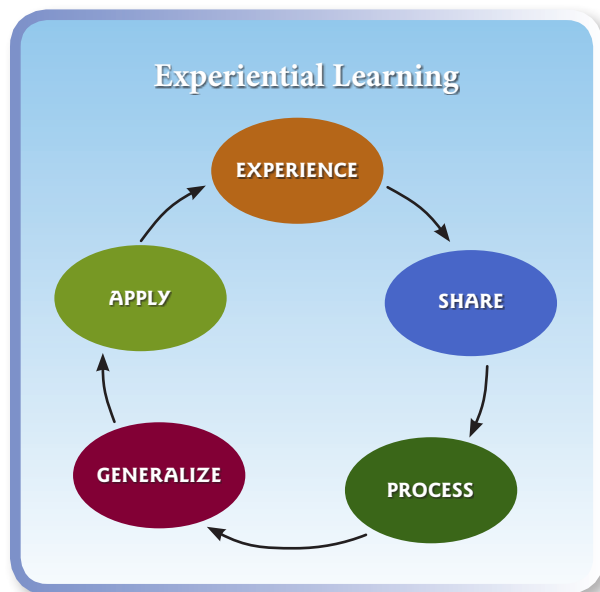 Experiential Learning
EXPERIENCE
SHARE
PROCESS
GENERALIZE
APPLY